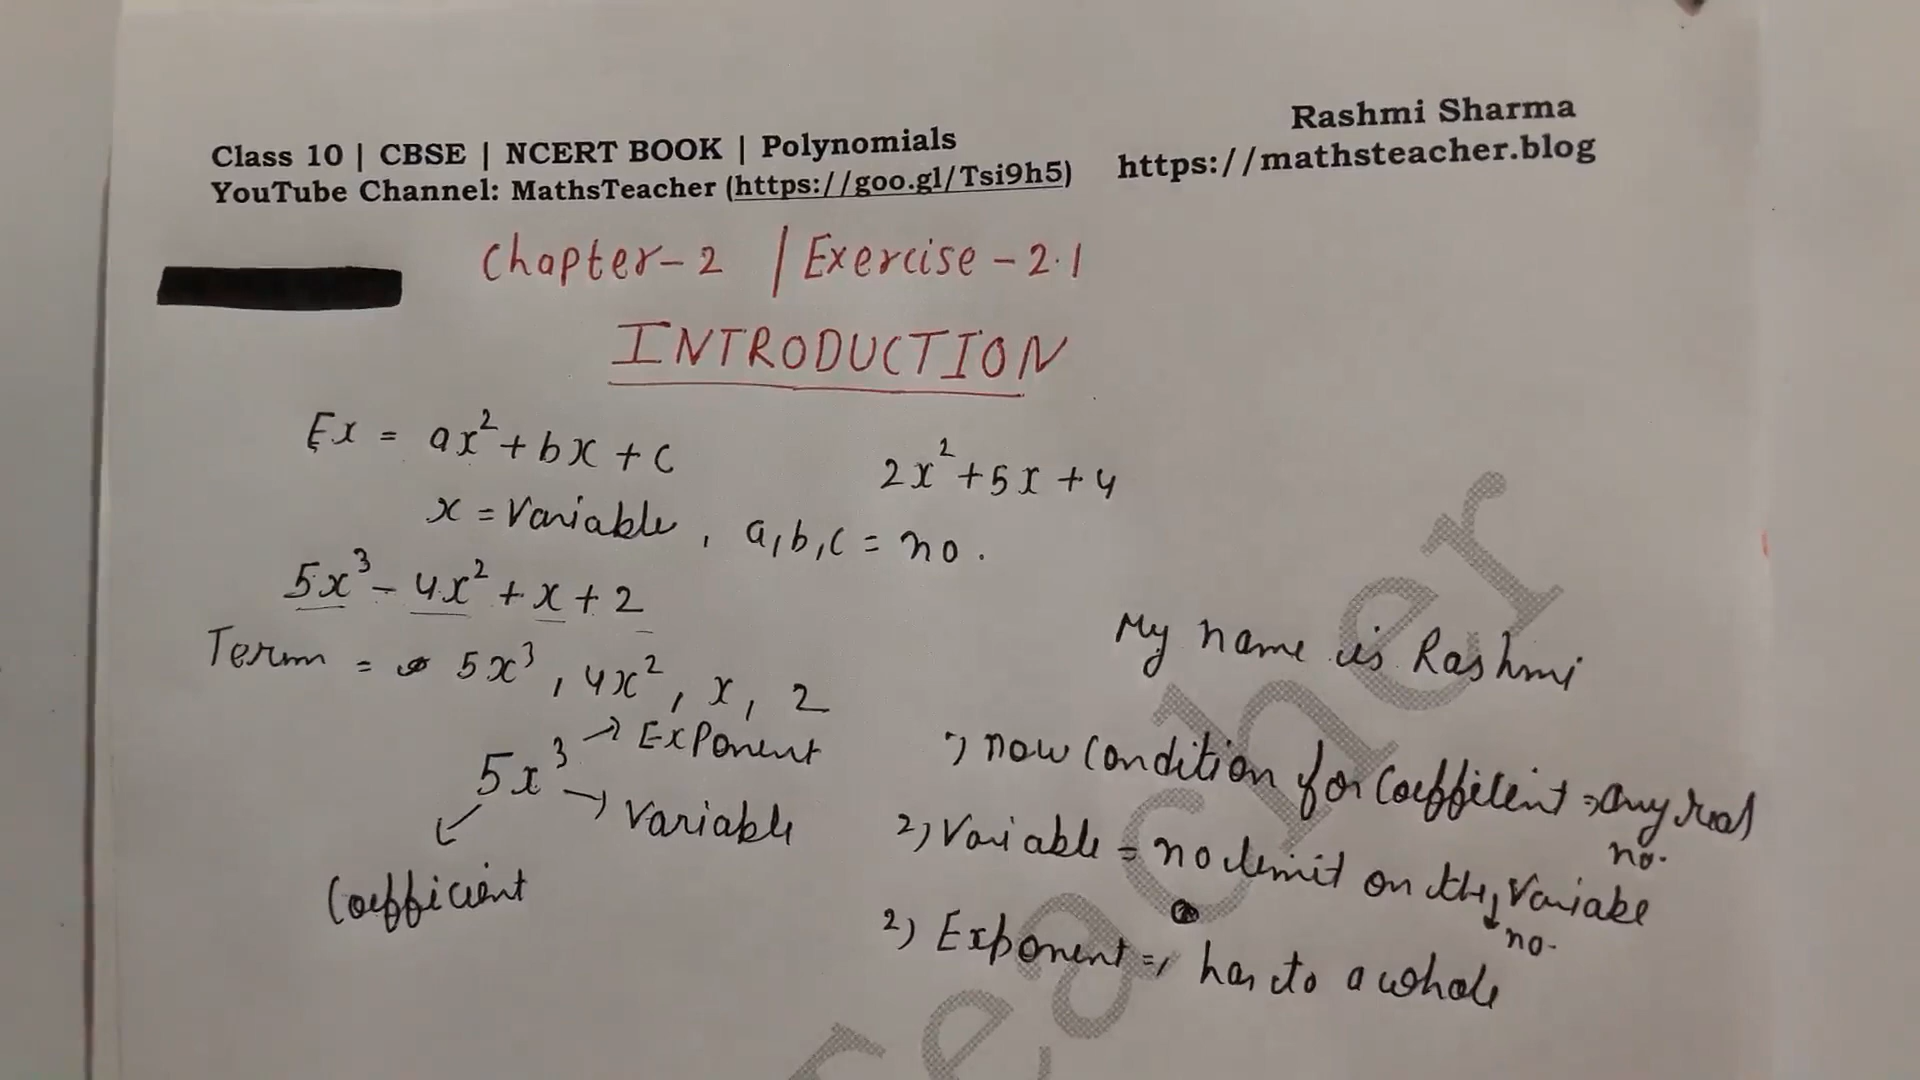 Class 10 | CBSE | NCERT BOOK | Polynomials
YouTube Channel: MathsTeacher (https://goo.gl/Tsi9h5)
Rashmi Sharma
https://mathsteacher.blog
Chapter-2 | Exercise-2.1
INTRODUCTION
Ex = ax²+bx+c
2x²+5x+4
x = Variable, a,b,c = no.
5x³-4x²+x+2
Term = 5x³, 4x², x, 2
5x³ → Exponent
→ Variable
Coefficient
My name is Rashmi
1) now condition for Coefficient = any real no.
2) Variable = no limit on the Variable
2) Exponent = has to a whole no.
eacher